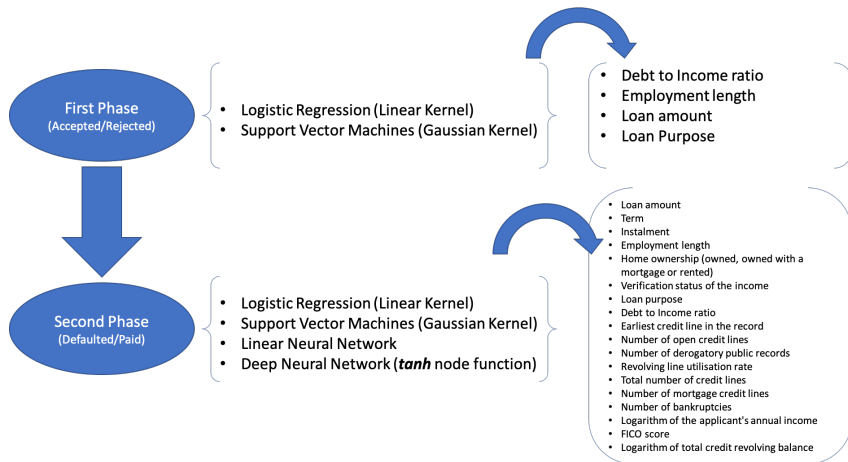 First Phase
(Accepted/Rejected)
• Logistic Regression (Linear Kernel)
• Support Vector Machines (Gaussian Kernel)
• Debt to Income ratio
• Employment length
• Loan amount
• Loan Purpose
Second Phase
(Defaulted/Paid)
• Logistic Regression (Linear Kernel)
• Support Vector Machines (Gaussian Kernel)
• Linear Neural Network
• Deep Neural Network (tanh node function)
• Loan amount
• Term
• Instalment
• Employment length
• Home ownership (owned, owned with a
mortgage or rented)
• Verification status of the income
• Loan purpose
• Debt to Income ratio
• Earliest credit line in the record
• Number of open credit lines
• Number of derogatory public records
• Revolving line utilisation rate
• Total number of credit lines
• Number of mortgage credit lines
• Number of bankruptcies
• Logarithm of the applicant's annual income
• FICO score
• Logarithm of total credit revolving balance